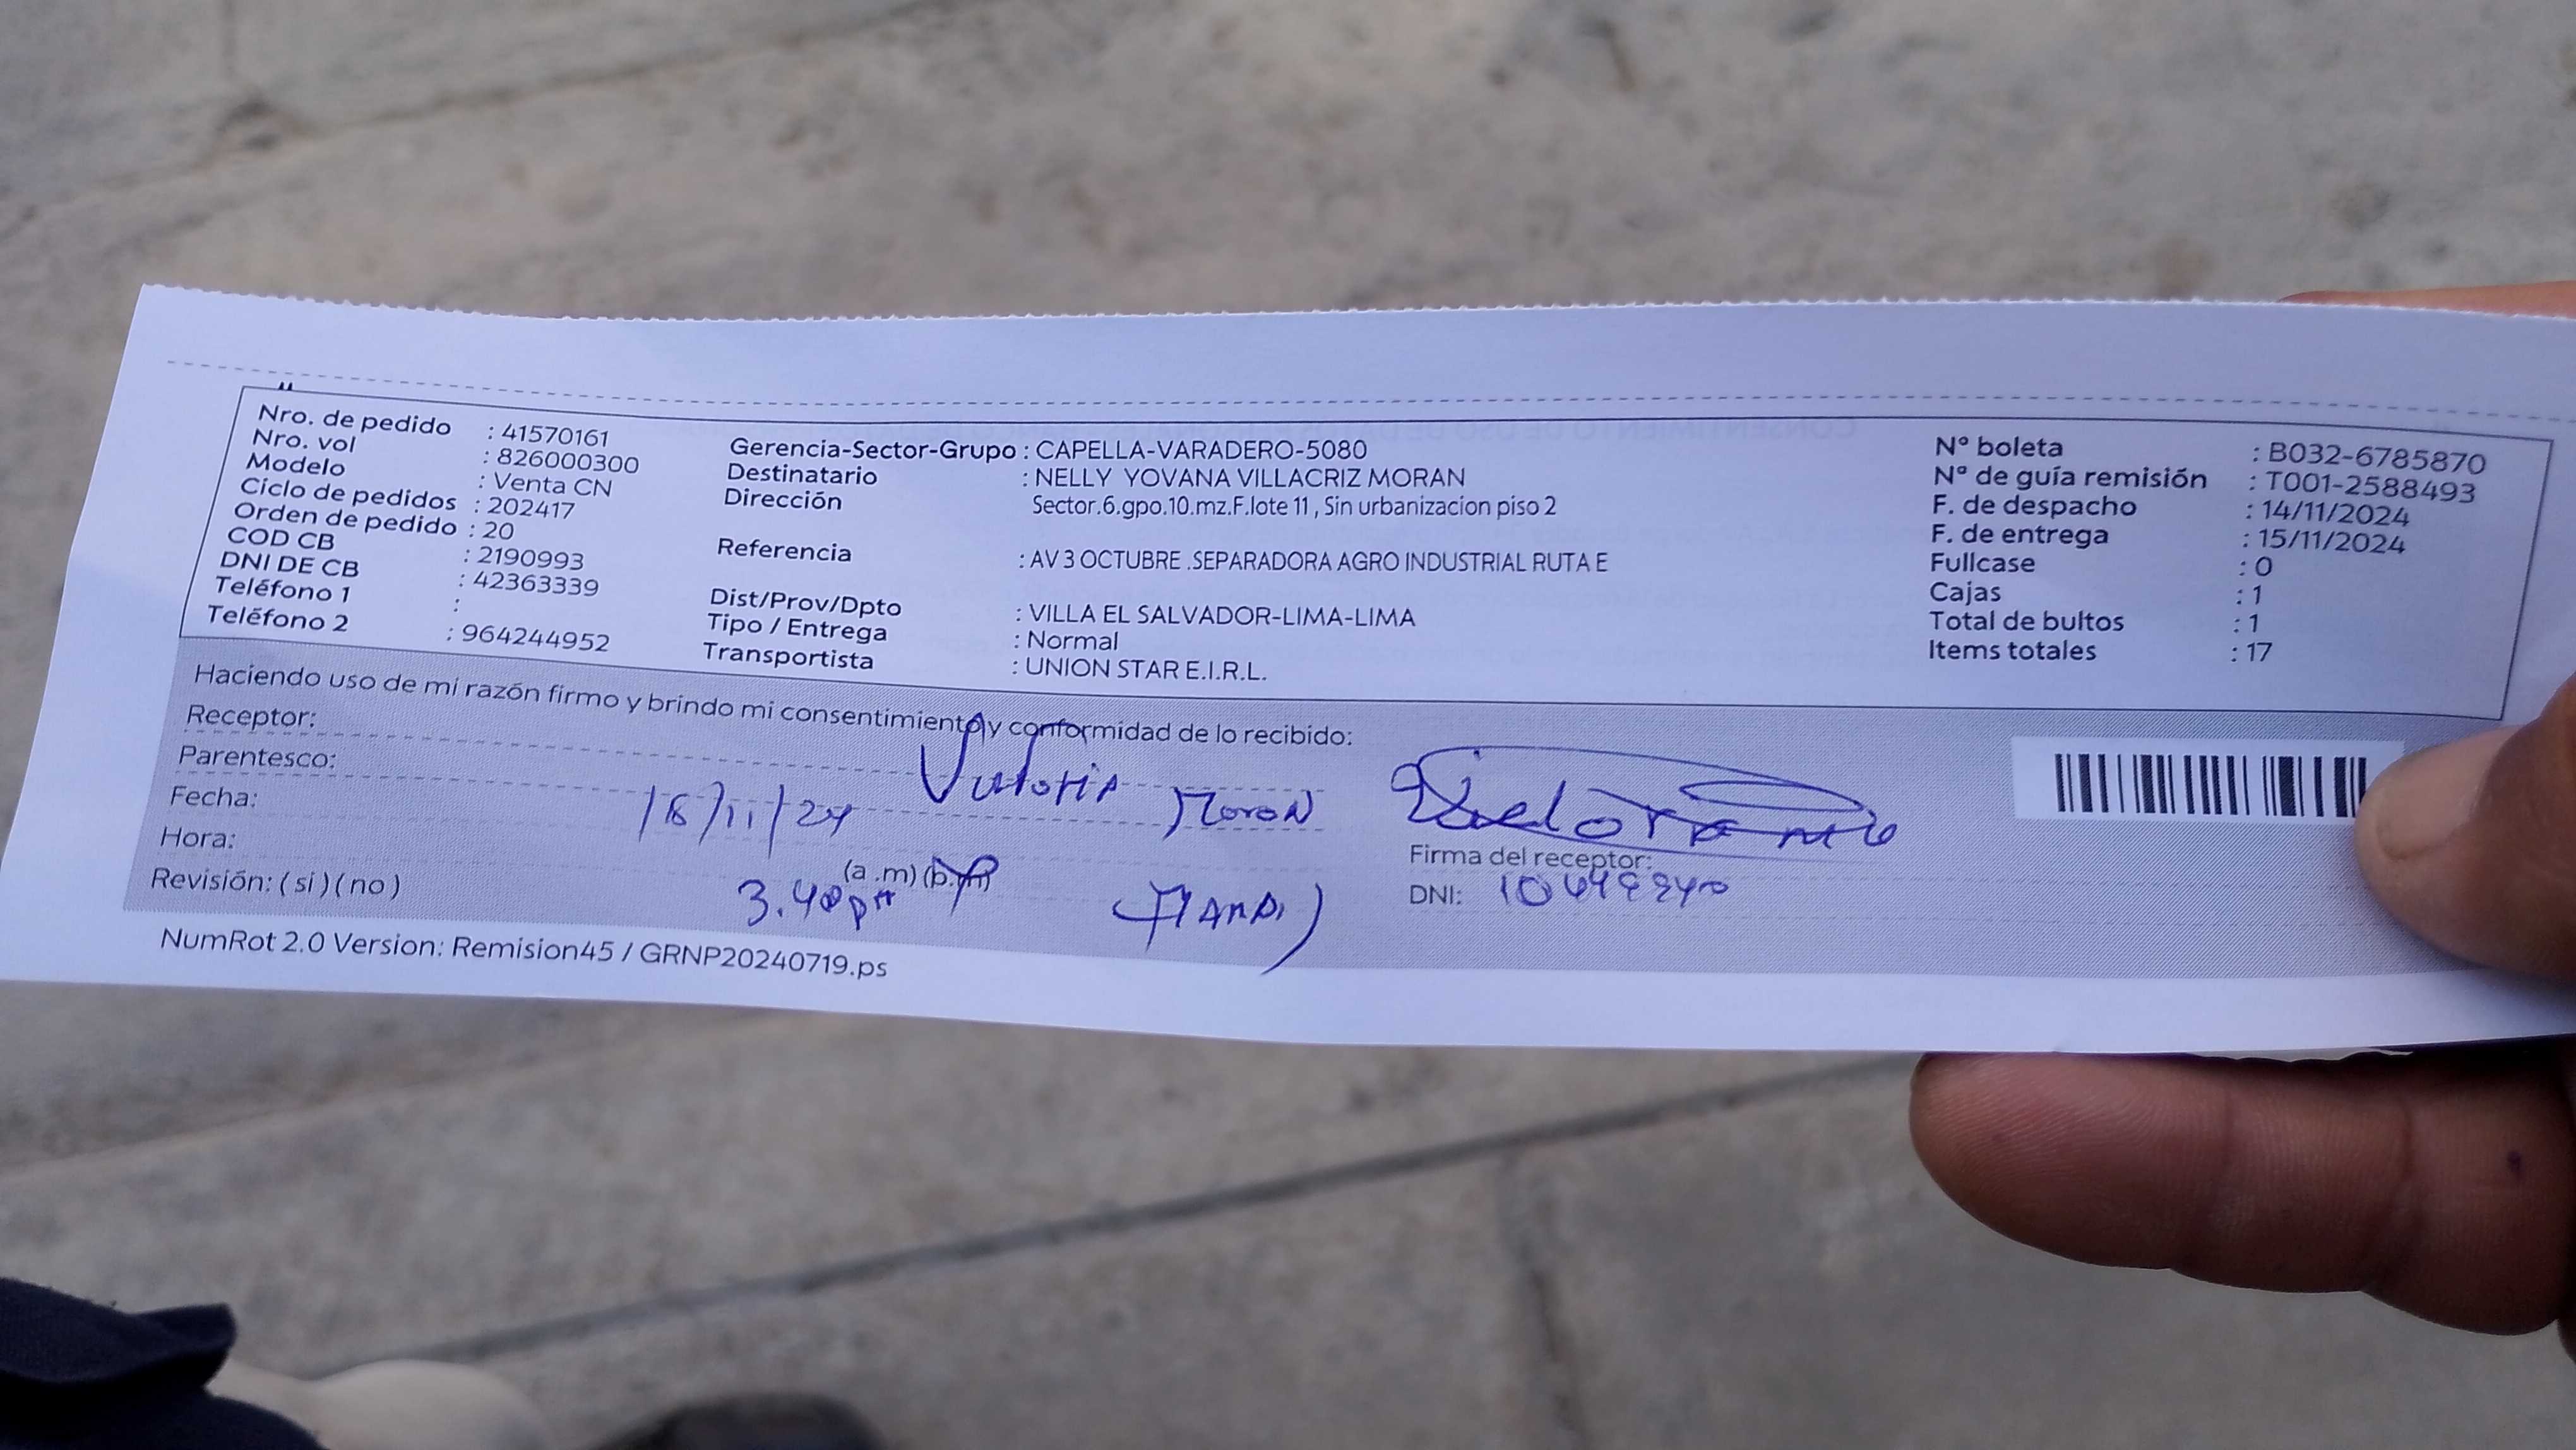 Nro. de pedido : 41570161
Nro. vol : 826000300
Modelo : Venta CN
Ciclo de pedidos : 202417
Orden de pedido : 20
COD CB : 2190993
DNI DE CB : 42363339
Teléfono 1 :
Teléfono 2 : 964244952
Gerencia-Sector-Grupo : CAPELLA-VARADERO-5080
Destinatario : NELLY YOVANA VILLACRIZ MORAN
Dirección Sector.6.gpo.10.mz.F.lote 11 , Sin urbanizacion piso 2
Referencia : AV 3 OCTUBRE .SEPARADORA AGRO INDUSTRIAL RUTA E
Dist/Prov/Dpto : VILLA EL SALVADOR-LIMA-LIMA
Tipo / Entrega : Normal
Transportista : UNION STAR E.I.R.L.
Nº boleta : B032-6785870
Nº de guía remisión : T001-2588493
F. de despacho : 14/11/2024
F. de entrega : 15/11/2024
Fullcase : 0
Cajas : 1
Total de bultos : 1
Items totales : 17
Haciendo uso de mi razón firmo y brindo mi consentimiento y conformidad de lo recibido:
Receptor:
Parentesco: Moron
Fecha: /11/24
Hora: (a .m)
Revisión: ( si ) ( no ) 3.40 pm
Firma del receptor:
DNI:
NumRot 2.0 Version: Remision45 / GRNP20240719.ps